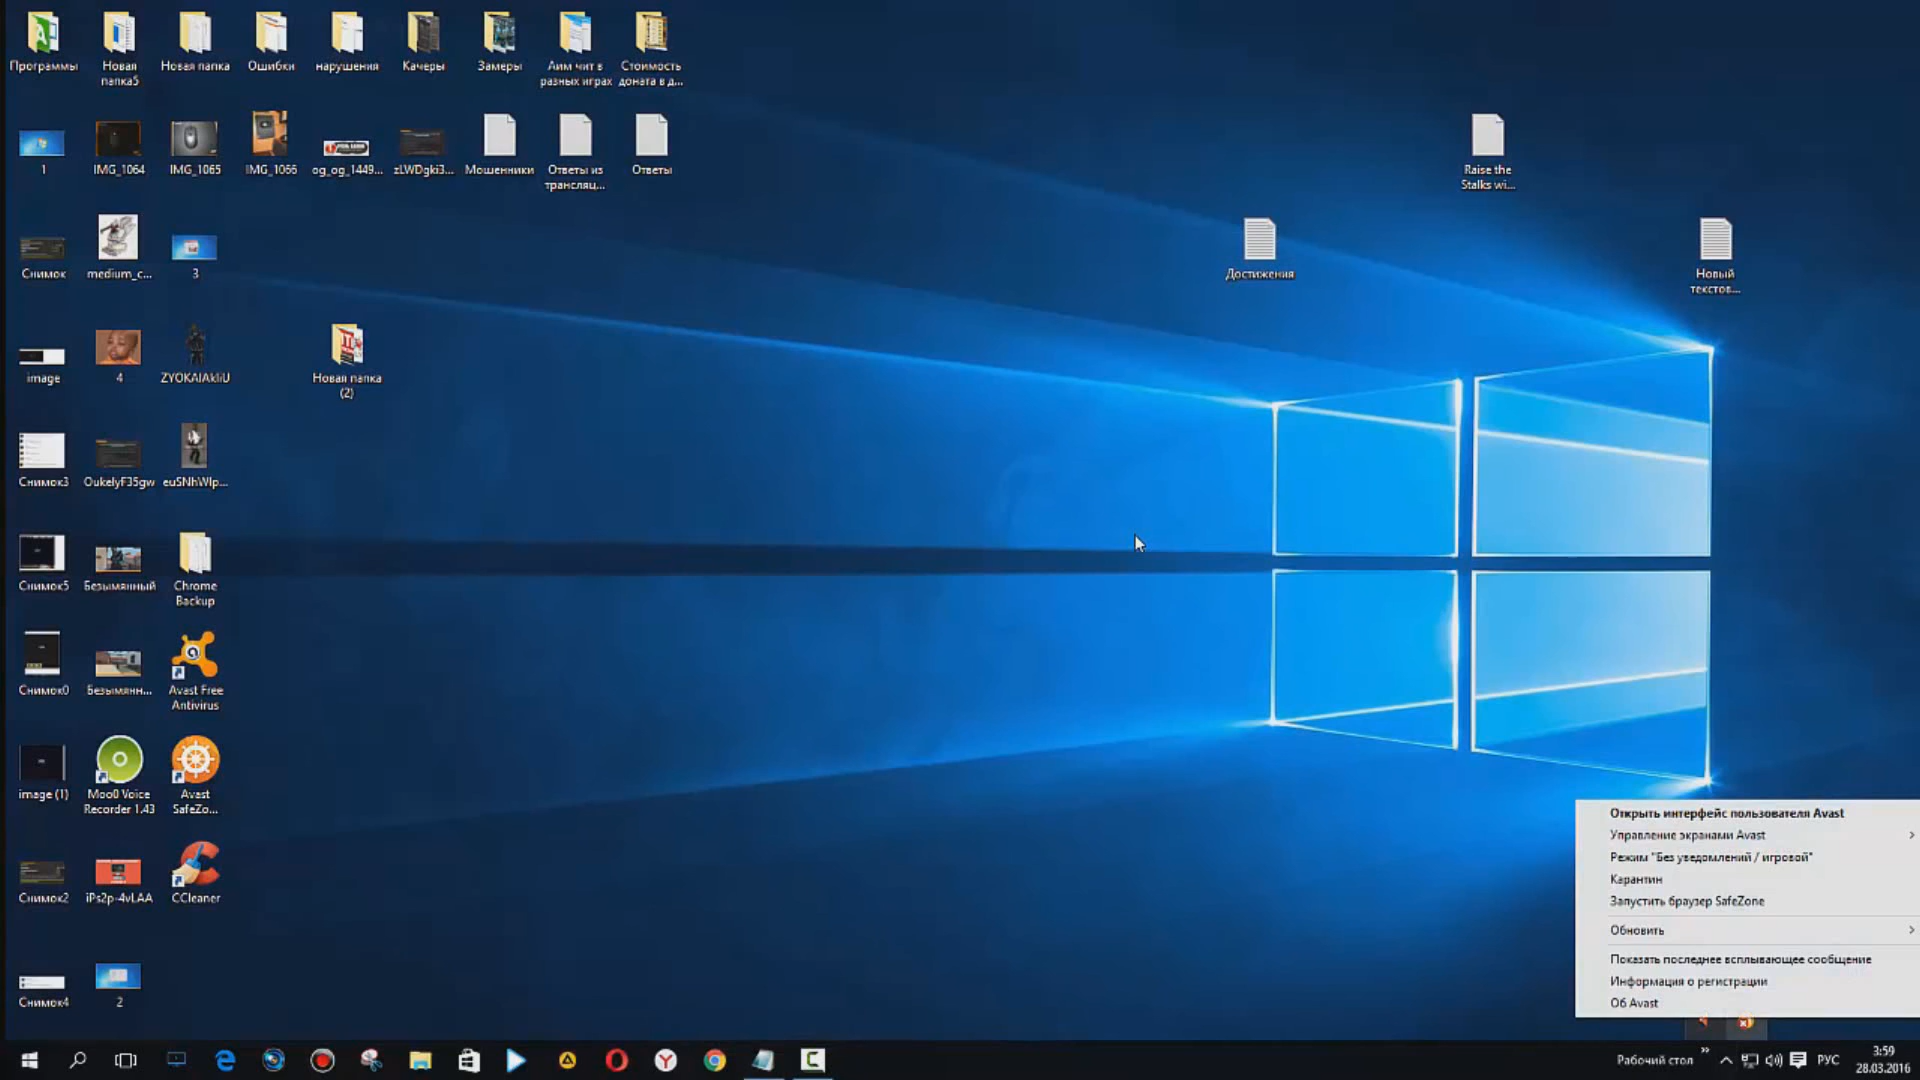 Программы
Новая
папка5
Новая папка
Ошибки
нарушения
Качеры
Замеры
Аим чит в
разных играх
Стоимость
доната в д...
1
IMG_1064
IMG_1065
IMG_1066
og_og_1449...
zLWDgki3...
Мошенники
Ответы из
трансляц...
Ответы
Raise the
Stalks wi...
Снимок
medium_c...
3
Достижения
Новый
текстов...
image
4
ZYOKAIAkIiU
Новая папка
(2)
Снимок3
OukelyF35gw
euSNhWIp...
Снимок5
Безымянный
Chrome
Backup
Снимок0
Безымянн...
Avast Free
Antivirus
image (1)
Moo0 Voice
Recorder 1.43
Avast
SafeZo...
Снимок2
iPs2p-4vLAA
CCleaner
Снимок4
2
Открыть интерфейс пользователя Avast
Управление экранами Avast
Режим "Без уведомлений / игровой"
Карантин
Запустить браузер SafeZone
Обновить
Показать последнее всплывающее сообщение
Информация о регистрации
Об Avast
Рабочий стол
РУС
3:59
28.03.2016